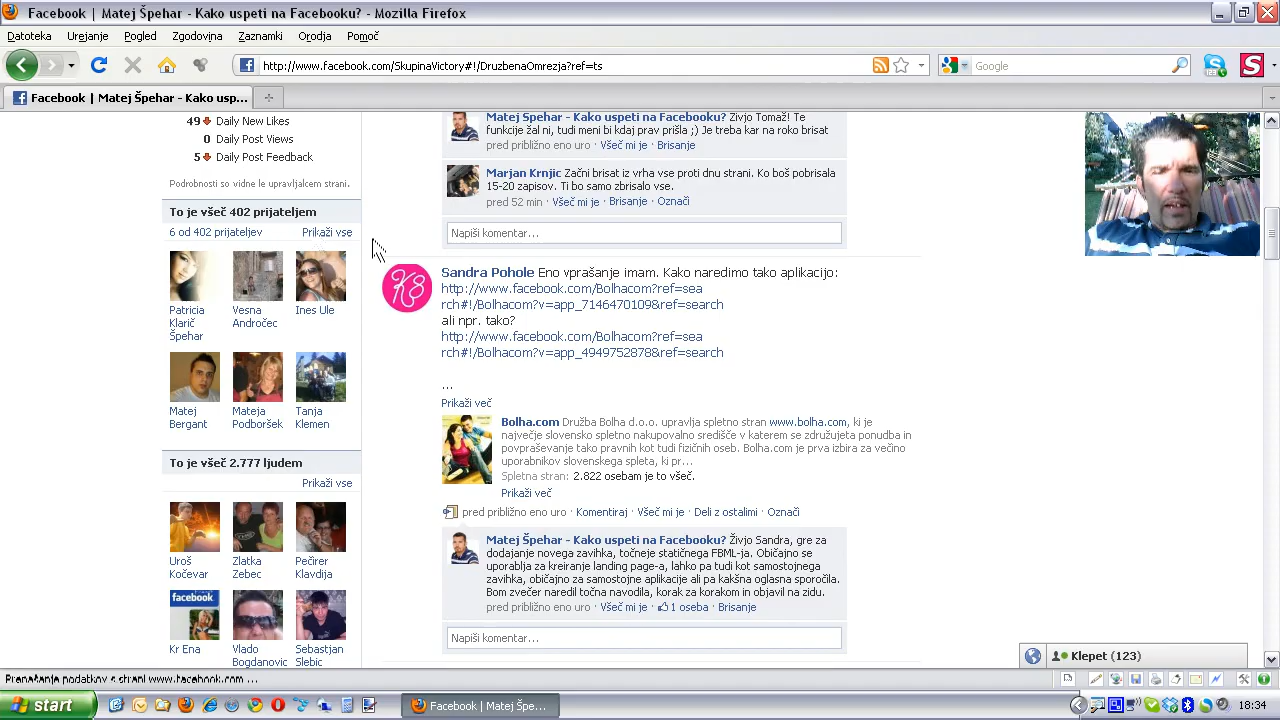 Facebook | Matej Špehar - Kako uspeti na Facebooku? - Mozilla Firefox
Datoteka Urejanje Pogled Zgodovina Zaznamki Orodja Pomoč
http://www.facebook.com/SkupinaVictory#!/DruzbenaOmrezja?ref=ts
Google
Facebook | Matej Špehar - Kako usp...
49 Daily New Likes
0 Daily Post Views
5 Daily Post Feedback
Podrobnosti so vidne le upravljalcem strani.
To je všeč 402 prijateljem
6 od 402 prijateljev Prikaži vse
Patricia Klarič Špehar
Vesna Andročec
Ines Ule
Matej Bergant
Mateja Podboršek
Tanja Klemen
To je všeč 2.777 ljudem
Prikaži vse
Uroš Kočevar
Zlatka Zebec
Pečirer Klavdija
facebook
Kr Ena
Vlado Bogdanovic
Sebastjan Slebic
Matej Špehar - Kako uspeti na Facebooku? Živjo Tomaž! Te
funkcije žal ni, tudi meni bi kdaj prav prišla ;) Je treba kar na roko brisat
pred približno eno uro · Všeč mi je · Brisanje
Marjan Krnjic Začni brisat iz vrha vse proti dnu strani. Ko boš pobrisala
15-20 zapisov. Ti bo samo zbrisalo vse.
pred 52 min · Všeč mi je · Brisanje · Označi
Napiši komentar...
Sandra Pohole Eno vprašanje imam. Kako naredimo tako aplikacijo:
http://www.facebook.com/Bolhacom?ref=sea
rch#!/Bolhacom?v=app_7146470109&ref=search
ali npr. tako?
http://www.facebook.com/Bolhacom?ref=sea
rch#!/Bolhacom?v=app_4949752878&ref=search
...
Prikaži več
Bolha.com Družba Bolha d.o.o. upravlja spletno stran www.bolha.com, ki je
največje slovensko spletno nakupovalno središče v katerem se združujeta ponudba in
povpraševanje tako pravnih kot tudi fizičnih oseb. Bolha.com je prva izbira za večino
uporabnikov slovenskega spleta, ki pr...
Spletna stran: 2.822 osebam je to všeč.
Prikaži več
pred približno eno uro · Komentiraj · Všeč mi je · Deli z ostalimi · Označi
Matej Špehar - Kako uspeti na Facebooku? Živjo Sandra, gre za
dodajanje novega zavihka, točneje statičnega FBML-ja. Običajno se
uporablja za kreiranje landing page-a, lahko pa tudi kot samostojnega
zavihka, običajno za samostojne aplikacije ali pa kakšna oglasna sporočila.
Bom zvečer naredil točna navodila, korak za korakom in objavil na zidu.
pred približno eno uro · Všeč mi je · 1 oseba · Brisanje
Napiši komentar...
Klepet (123)
Prenašanje podatkov s strani www.facebook.com ...
start
Facebook | Matej Špe...
18:34